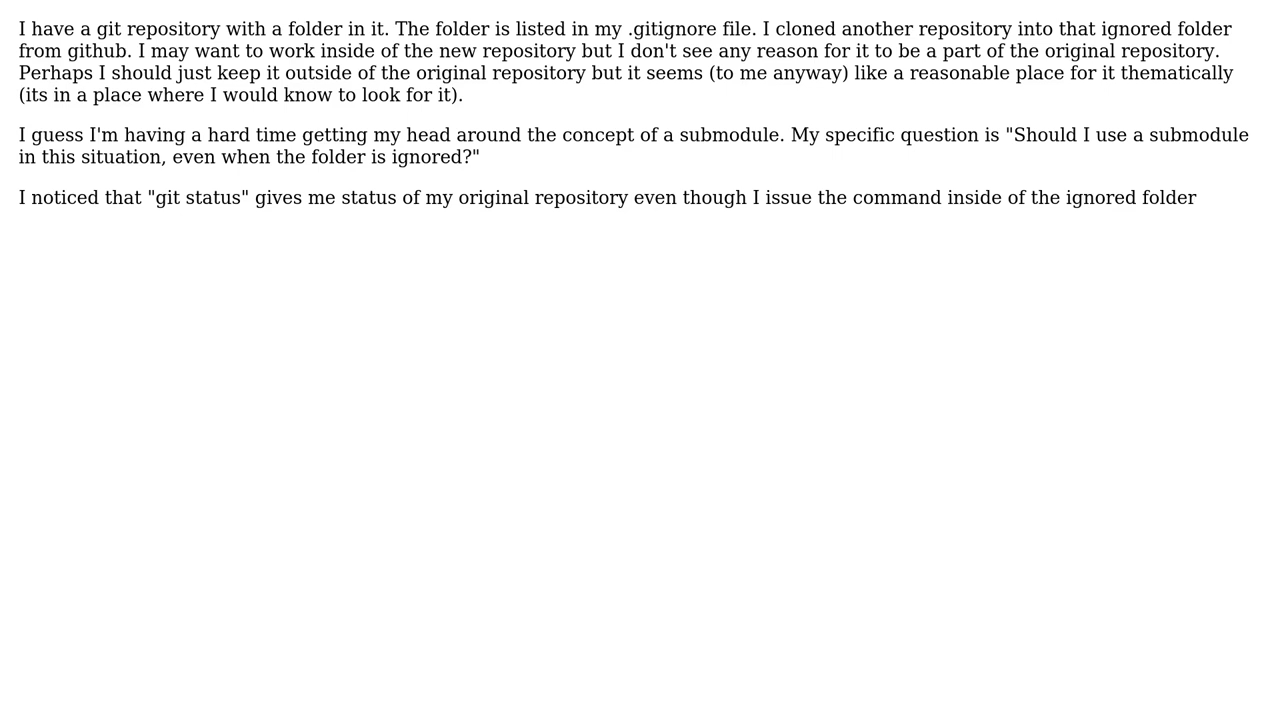 I have a git repository with a folder in it. The folder is listed in my .gitignore file. I cloned another repository into that ignored folder
from github. I may want to work inside of the new repository but I don't see any reason for it to be a part of the original repository.
Perhaps I should just keep it outside of the original repository but it seems (to me anyway) like a reasonable place for it thematically
(its in a place where I would know to look for it).
I guess I'm having a hard time getting my head around the concept of a submodule. My specific question is "Should I use a submodule
in this situation, even when the folder is ignored?"
I noticed that "git status" gives me status of my original repository even though I issue the command inside of the ignored folder